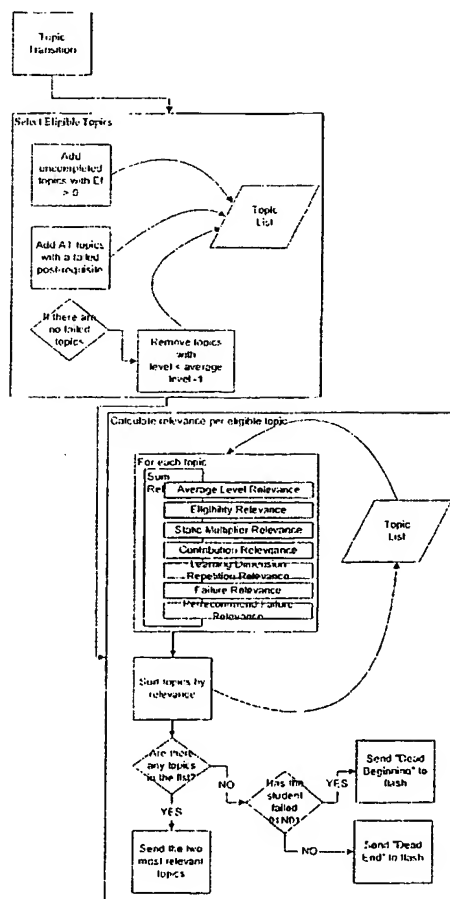 Topic
Transition
Select Eligible Topics
Add
uncompleted
topics with Ef
> 0
Topic
List
Add AT topics
with a failed
post-requisite
If there are
no failed
topics
Remove topics
with
level < average
level -1
Calculate relevance per eligible topic
For each topic
Sum
Rel
Average Level Relevance
Eligibility Relevance
Static Multiplier Relevance
Contribution Relevance
Learning Dimension
Repetition Relevance
Failure Relevance
Failure
Relevance
Topic
List
Sort topics by
relevance
Are there
any topics
in the list?
NO
Has the
student failed
01N01
YES
Send "Dead
Beginning" to
flash
YES
NO
Send "Dead
End" to flash
Send the two
most relevant
topics